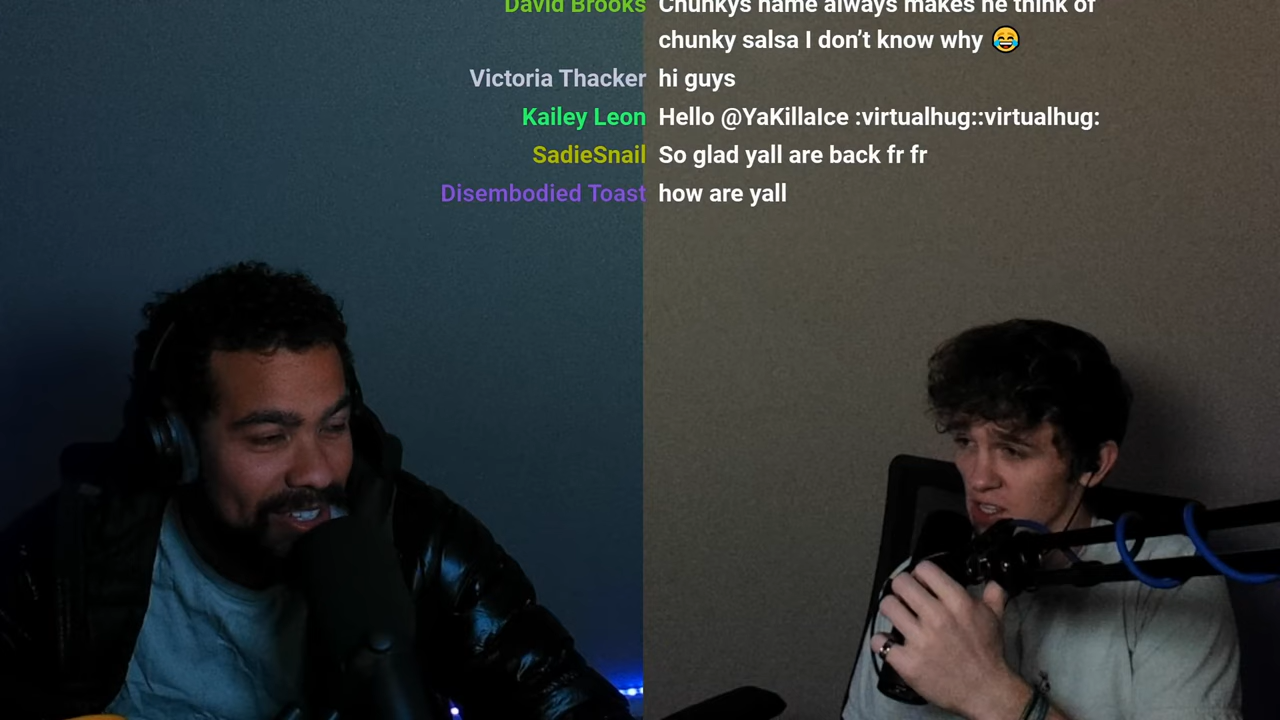 David Brooks Chunkys name always makes he think of
chunky salsa I don’t know why 😂
Victoria Thacker hi guys
Kailey Leon Hello @YaKillaIce :virtualhug::virtualhug:
SadieSnail So glad yall are back fr fr
Disembodied Toast how are yall